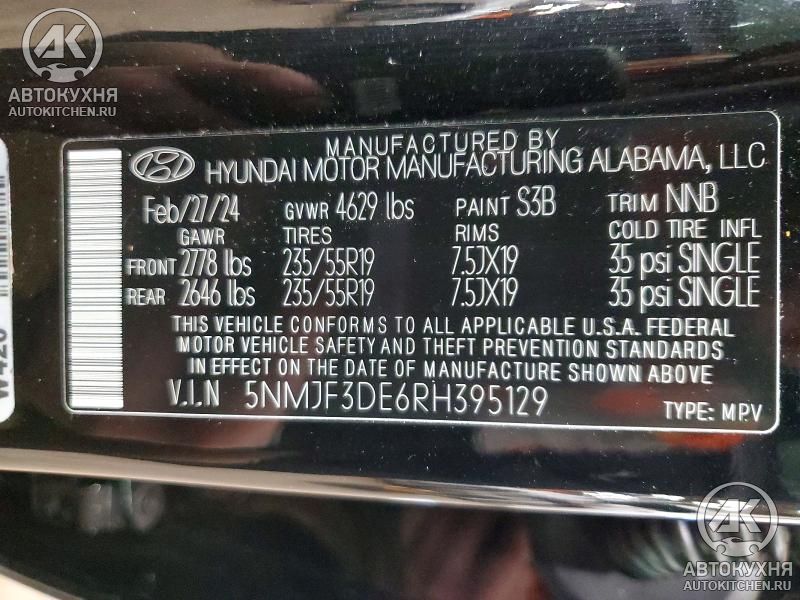 AK
АВТОКУХНЯ
AUTOKITCHEN.RU
MANUFACTURED BY
HYUNDAI MOTOR MANUFACTURING ALABAMA, LLC
Feb/27/24 GVWR 4629 lbs PAINT S3B TRIM NNB
GAWR TIRES RIMS COLD TIRE INFL
FRONT 2778 lbs 235/55R19 7.5JX19 35 psi SINGLE
REAR 2646 lbs 235/55R19 7.5JX19 35 psi SINGLE
THIS VEHICLE CONFORMS TO ALL APPLICABLE U.S.A. FEDERAL
MOTOR VEHICLE SAFETY AND THEFT PREVENTION STANDARDS
IN EFFECT ON THE DATE OF MANUFACTURE SHOWN ABOVE
V.I.N 5NMJF3DE6RH395129 TYPE: MPV
AK
АВТОКУХНЯ
AUTOKITCHEN.RU